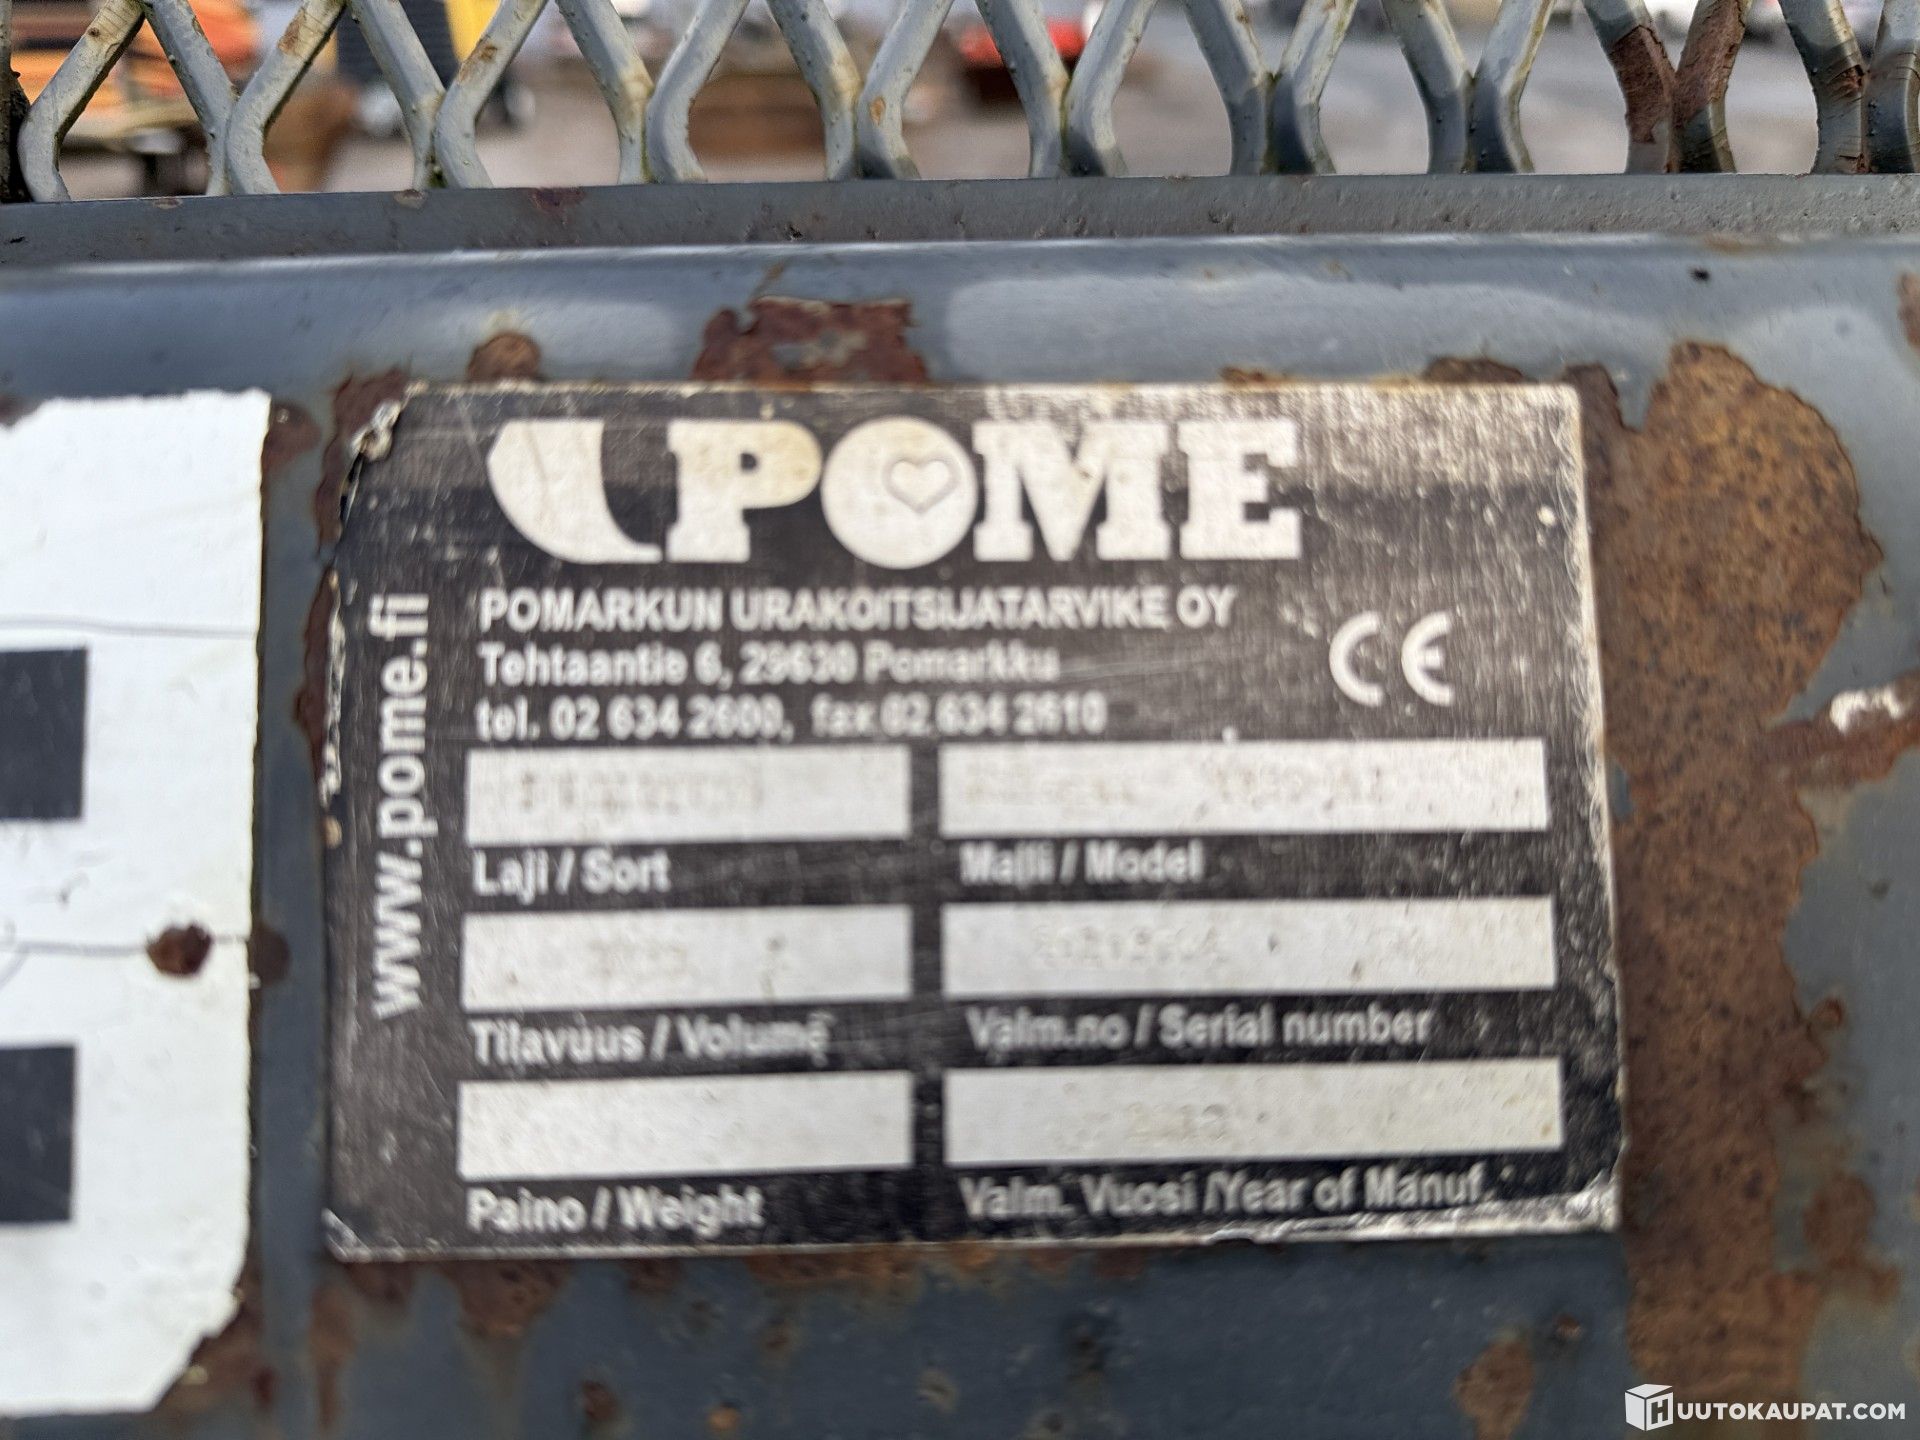 POME
www.pome.fi
POMARKUN URAKOITSIJATARVIKE OY
Tehtaantie 6, 29630 Pomarkku
tel. 02 634 2600, fax 02 634 2610
CE
Laji / Sort
Malli / Model
Tilavuus / Volume
Valm.no / Serial number
Paino / Weight
Valm. Vuosi /Year of Manuf.
HUUTOKAUPAT.COM